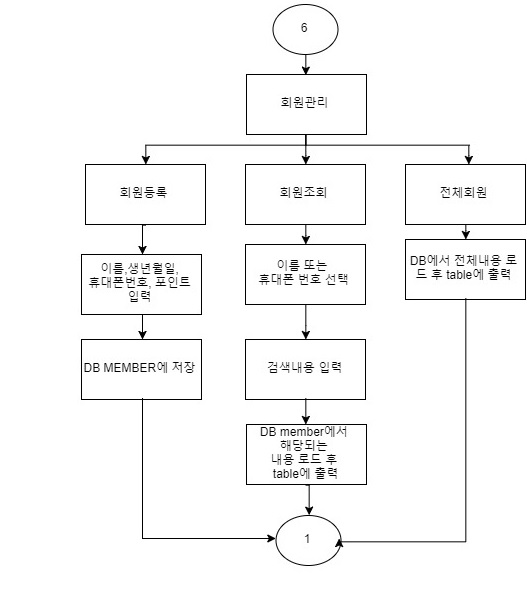 6
회원관리
회원등록
회원조회
전체회원
이름,생년월일,
휴대폰번호, 포인트
입력
이름 또는
휴대폰 번호 선택
DB에서 전체내용 로
드 후 table에 출력
DB MEMBER에 저장
검색내용 입력
DB member에서
해당되는
내용 로드 후
table에 출력
1